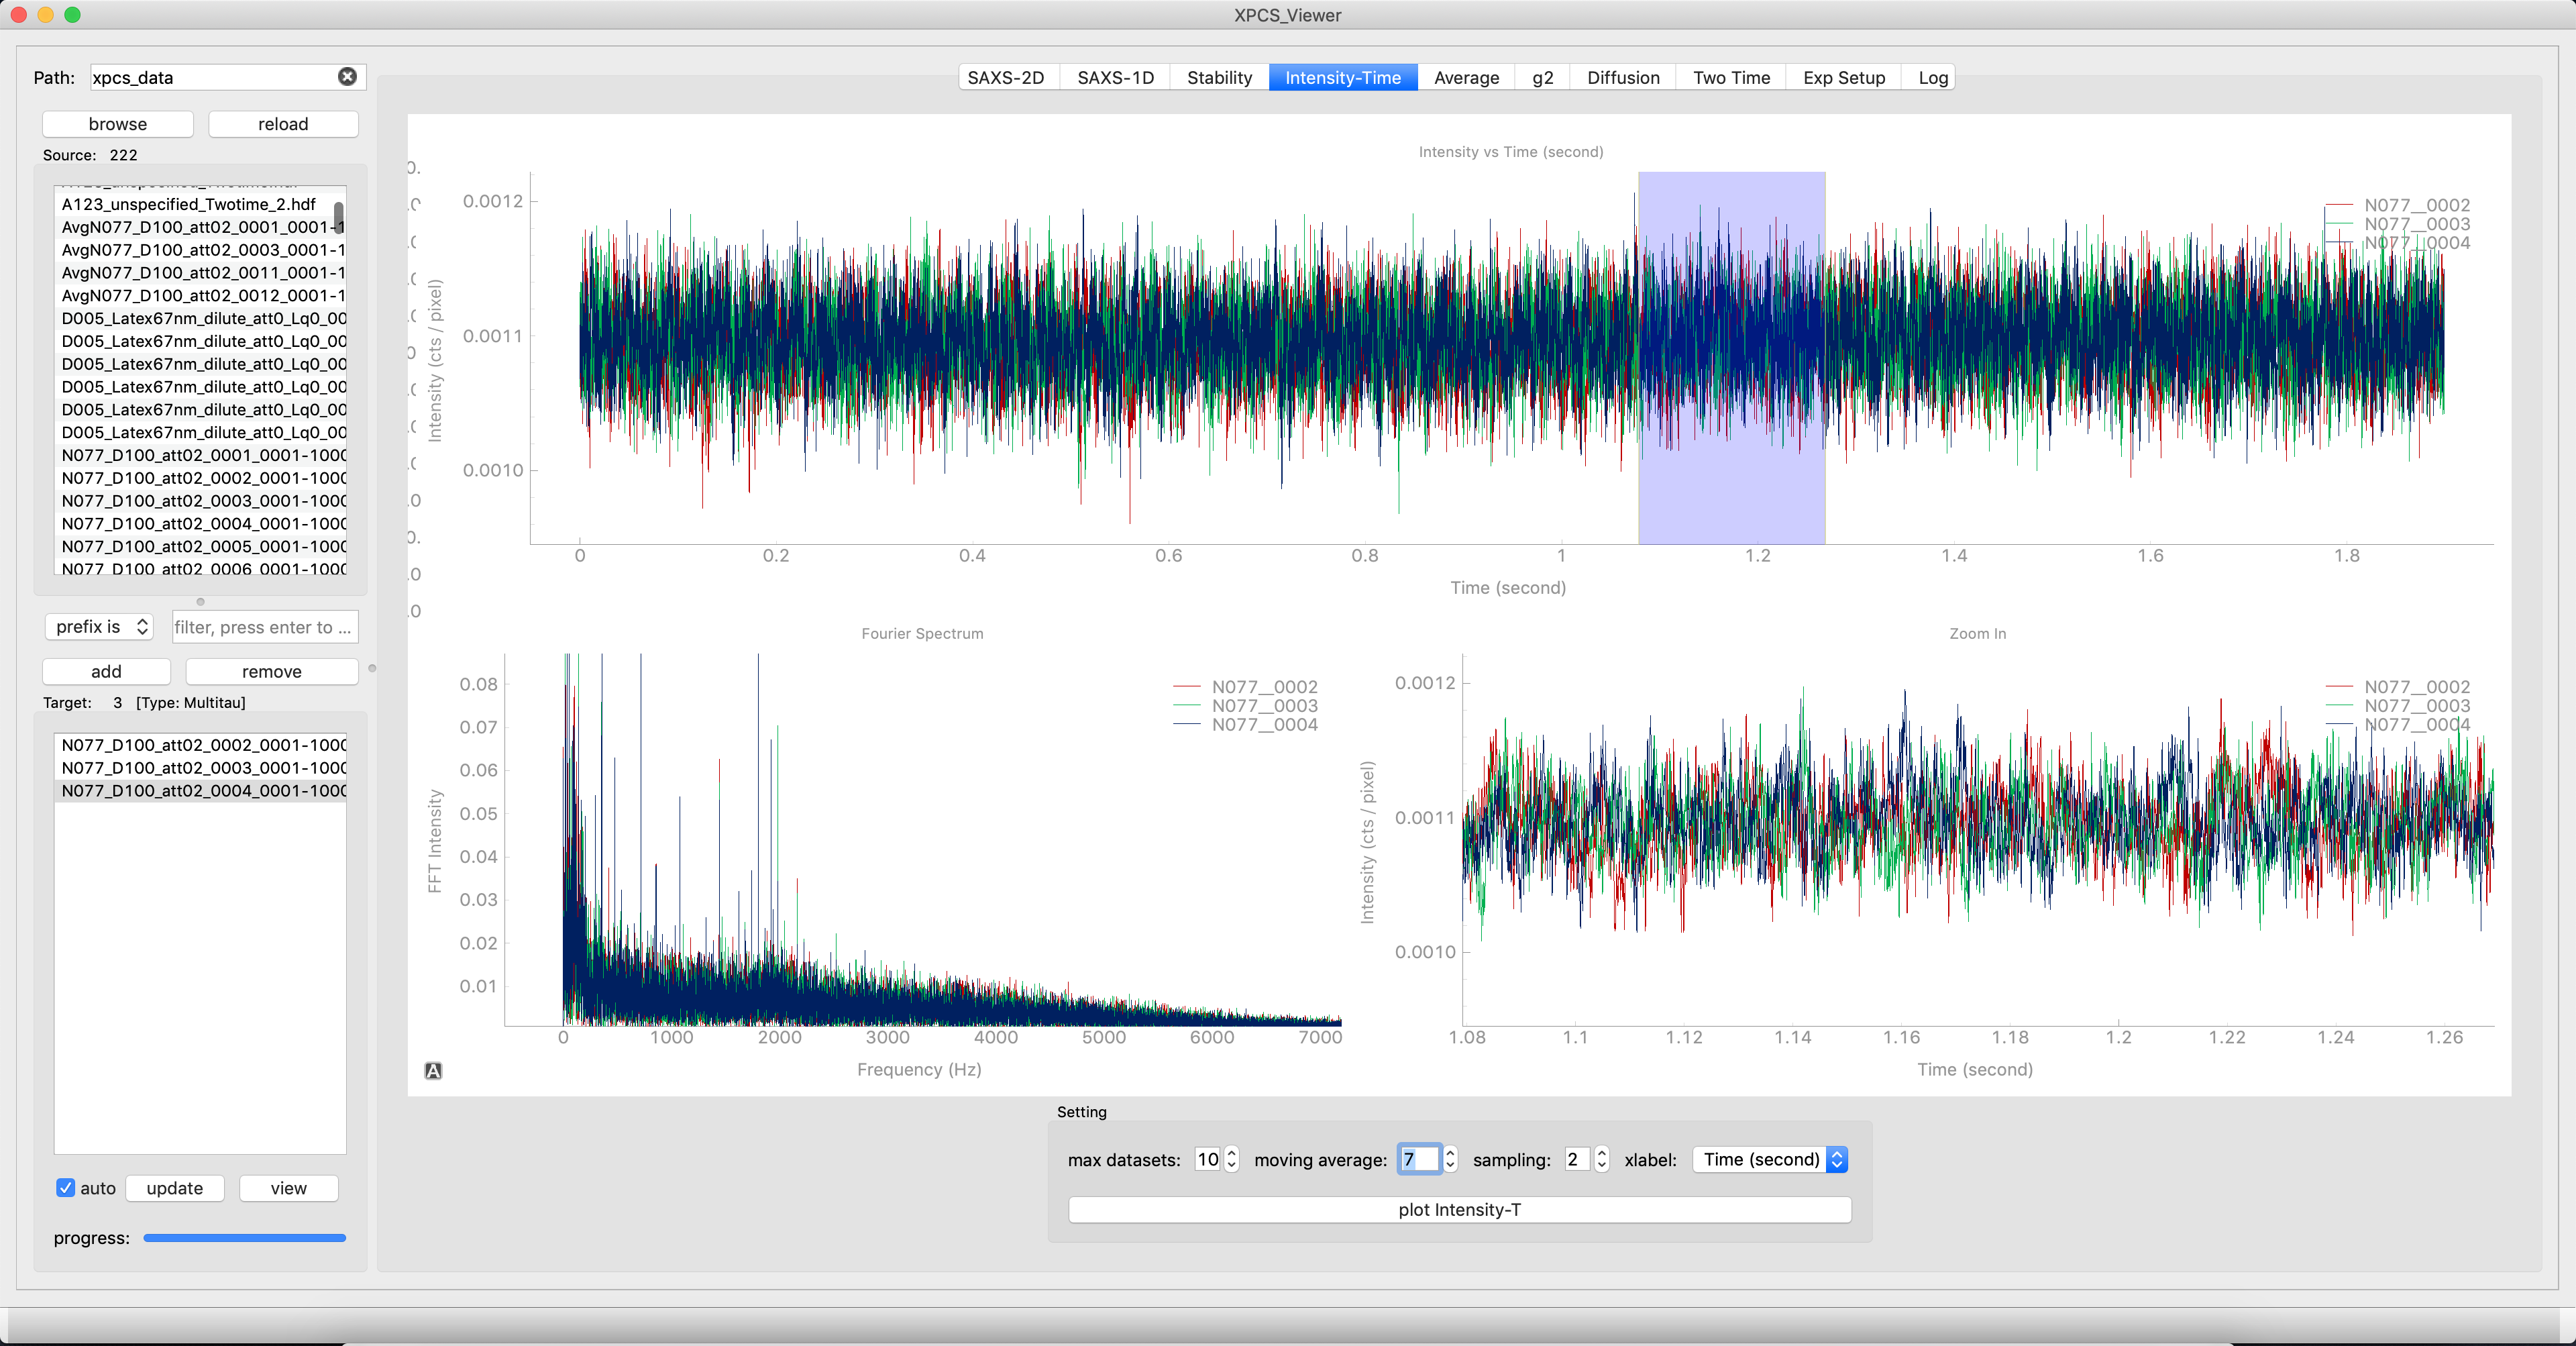 XPCS_Viewer
Path: xpcs_data
browse reload
Source: 222
A123_unspecified_Twotime_2.hdf
AvgN077_D100_att02_0001_0001-1
AvgN077_D100_att02_0003_0001-1
AvgN077_D100_att02_0011_0001-1
AvgN077_D100_att02_0012_0001-1
D005_Latex67nm_dilute_att0_Lq0_00
D005_Latex67nm_dilute_att0_Lq0_00
D005_Latex67nm_dilute_att0_Lq0_00
D005_Latex67nm_dilute_att0_Lq0_00
D005_Latex67nm_dilute_att0_Lq0_00
D005_Latex67nm_dilute_att0_Lq0_00
N077_D100_att02_0001_0001-1000
N077_D100_att02_0002_0001-1000
N077_D100_att02_0003_0001-1000
N077_D100_att02_0004_0001-1000
N077_D100_att02_0005_0001-1000
N077_D100_att02_0006_0001-1000
prefix is filter, press enter to ...
add remove
Target: 3 [Type: Multitau]
N077_D100_att02_0002_0001-1000
N077_D100_att02_0003_0001-1000
N077_D100_att02_0004_0001-1000
auto update view
progress:
SAXS-2D SAXS-1D Stability Intensity-Time Average g2 Diffusion Two Time Exp Setup Log
Intensity vs Time (second)
N077__0002
N077__0003
N077__0004
Intensity (cts / pixel)
0.0012
0.0011
0.0010
0 0.2 0.4 0.6 0.8 1 1.2 1.4 1.6 1.8
Time (second)
Fourier Spectrum
N077__0002
N077__0003
N077__0004
FFT Intensity
0.08
0.07
0.06
0.05
0.04
0.03
0.02
0.01
0 1000 2000 3000 4000 5000 6000 7000
Frequency (Hz)
A
Zoom In
N077__0002
N077__0003
N077__0004
Intensity (cts / pixel)
0.0012
0.0011
0.0010
1.08 1.1 1.12 1.14 1.16 1.18 1.2 1.22 1.24 1.26
Time (second)
Setting
max datasets: 10 moving average: 7 sampling: 2 xlabel: Time (second)
plot Intensity-T